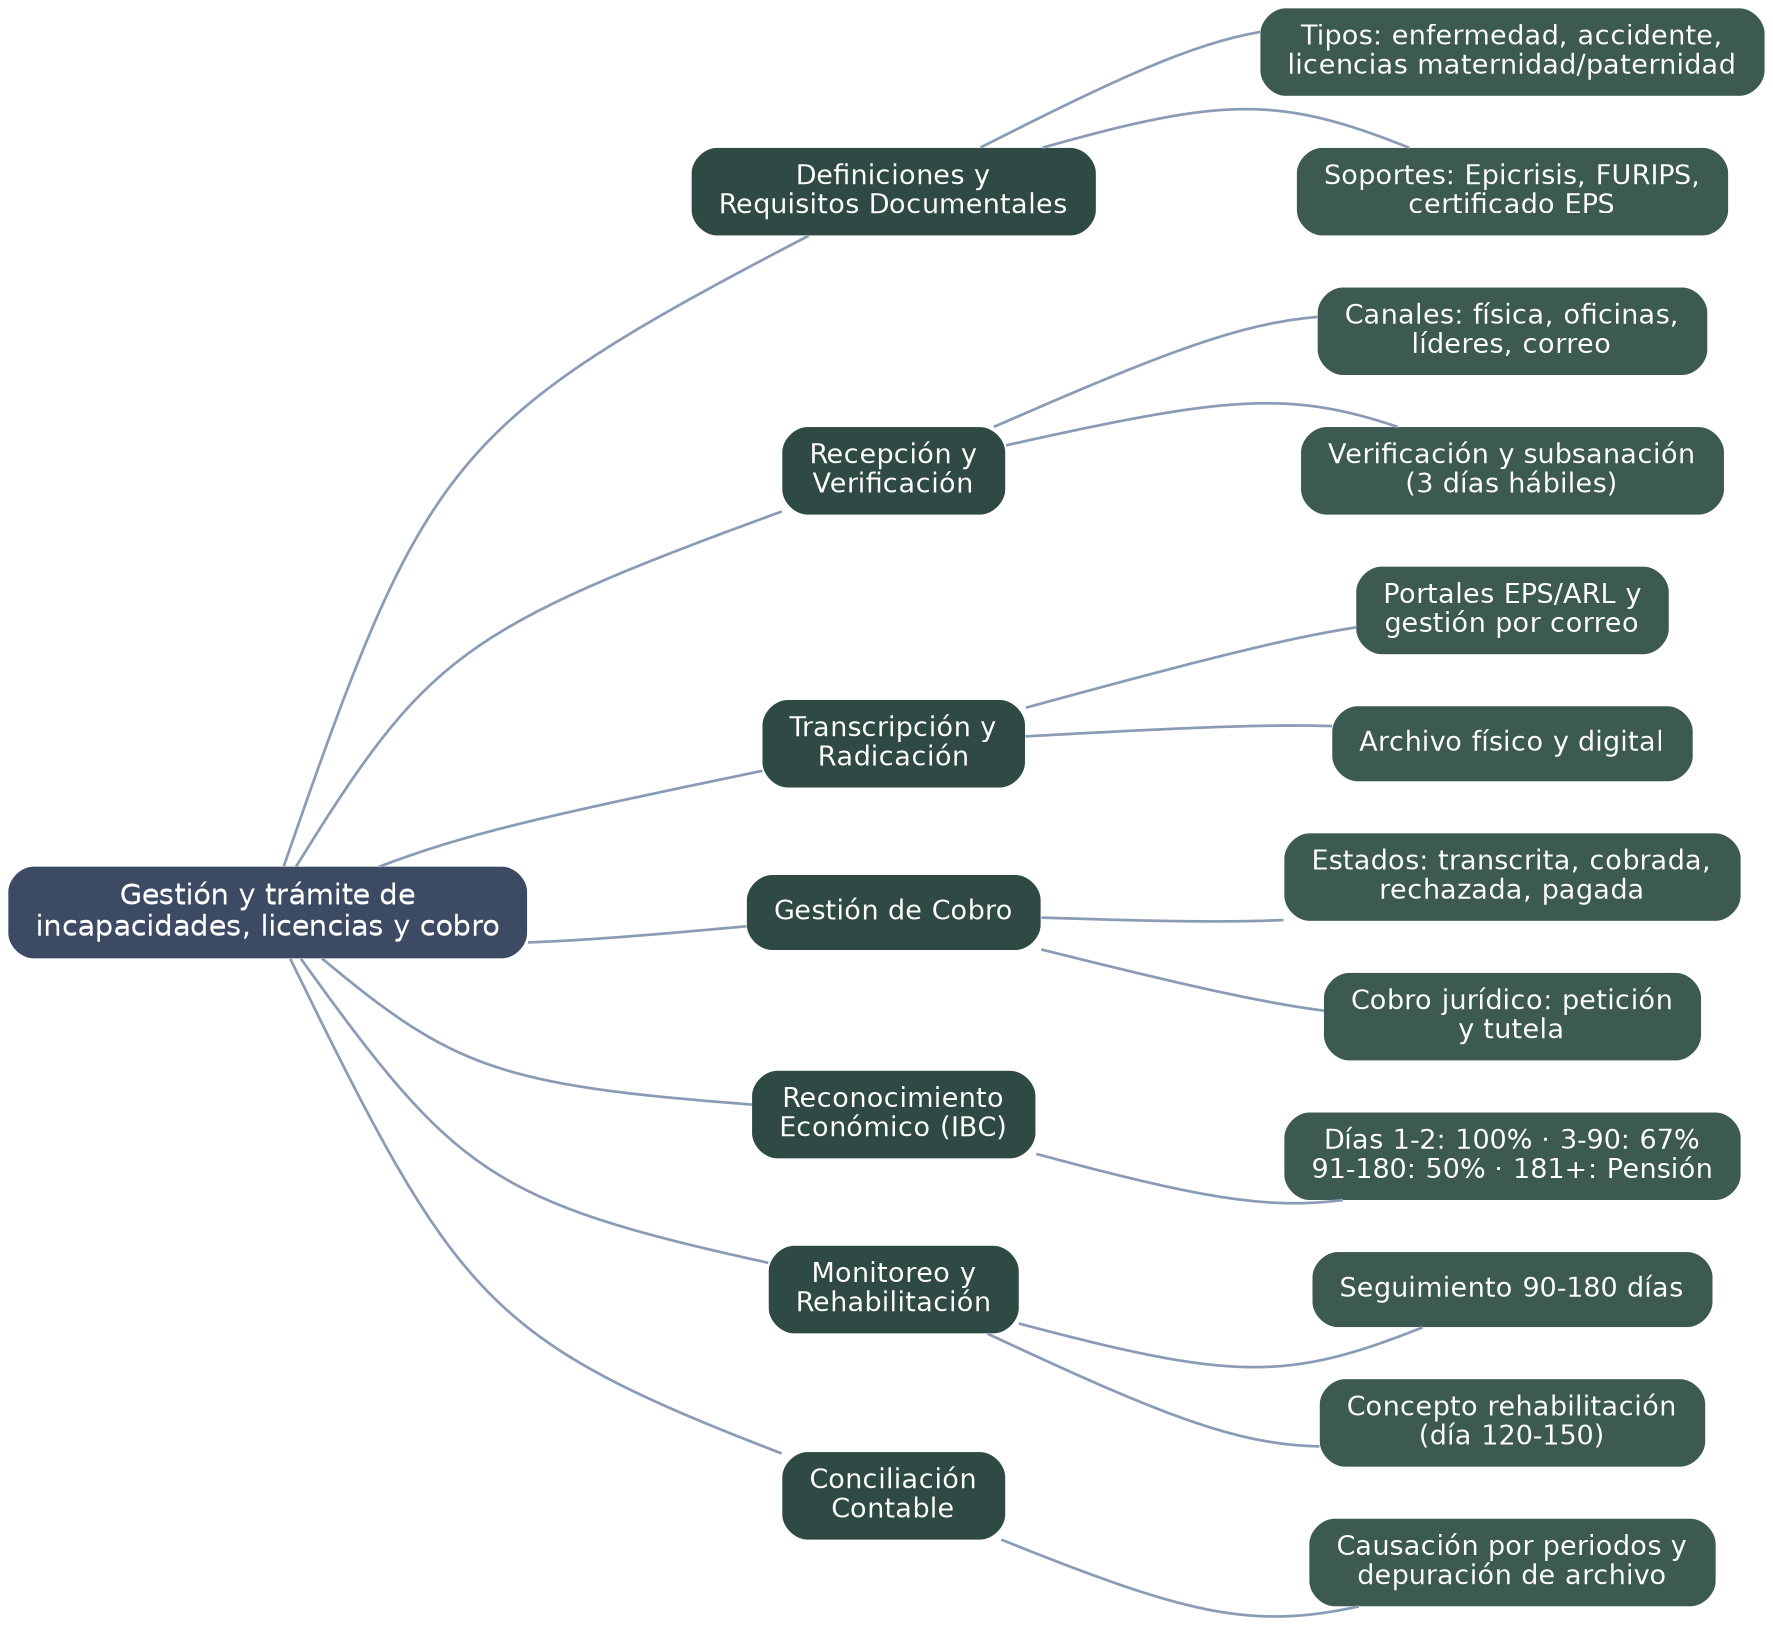 Gestión y trámite de
incapacidades, licencias y cobro
Definiciones y
Requisitos Documentales
Tipos: enfermedad, accidente,
licencias maternidad/paternidad
Soportes: Epicrisis, FURIPS,
certificado EPS
Recepción y
Verificación
Canales: física, oficinas,
líderes, correo
Verificación y subsanación
(3 días hábiles)
Transcripción y
Radicación
Portales EPS/ARL y
gestión por correo
Archivo físico y digital
Gestión de Cobro
Estados: transcrita, cobrada,
rechazada, pagada
Cobro jurídico: petición
y tutela
Reconocimiento
Económico (IBC)
Días 1-2: 100% · 3-90: 67%
91-180: 50% · 181+: Pensión
Monitoreo y
Rehabilitación
Seguimiento 90-180 días
Concepto rehabilitación
(día 120-150)
Conciliación
Contable
Causación por periodos y
depuración de archivo